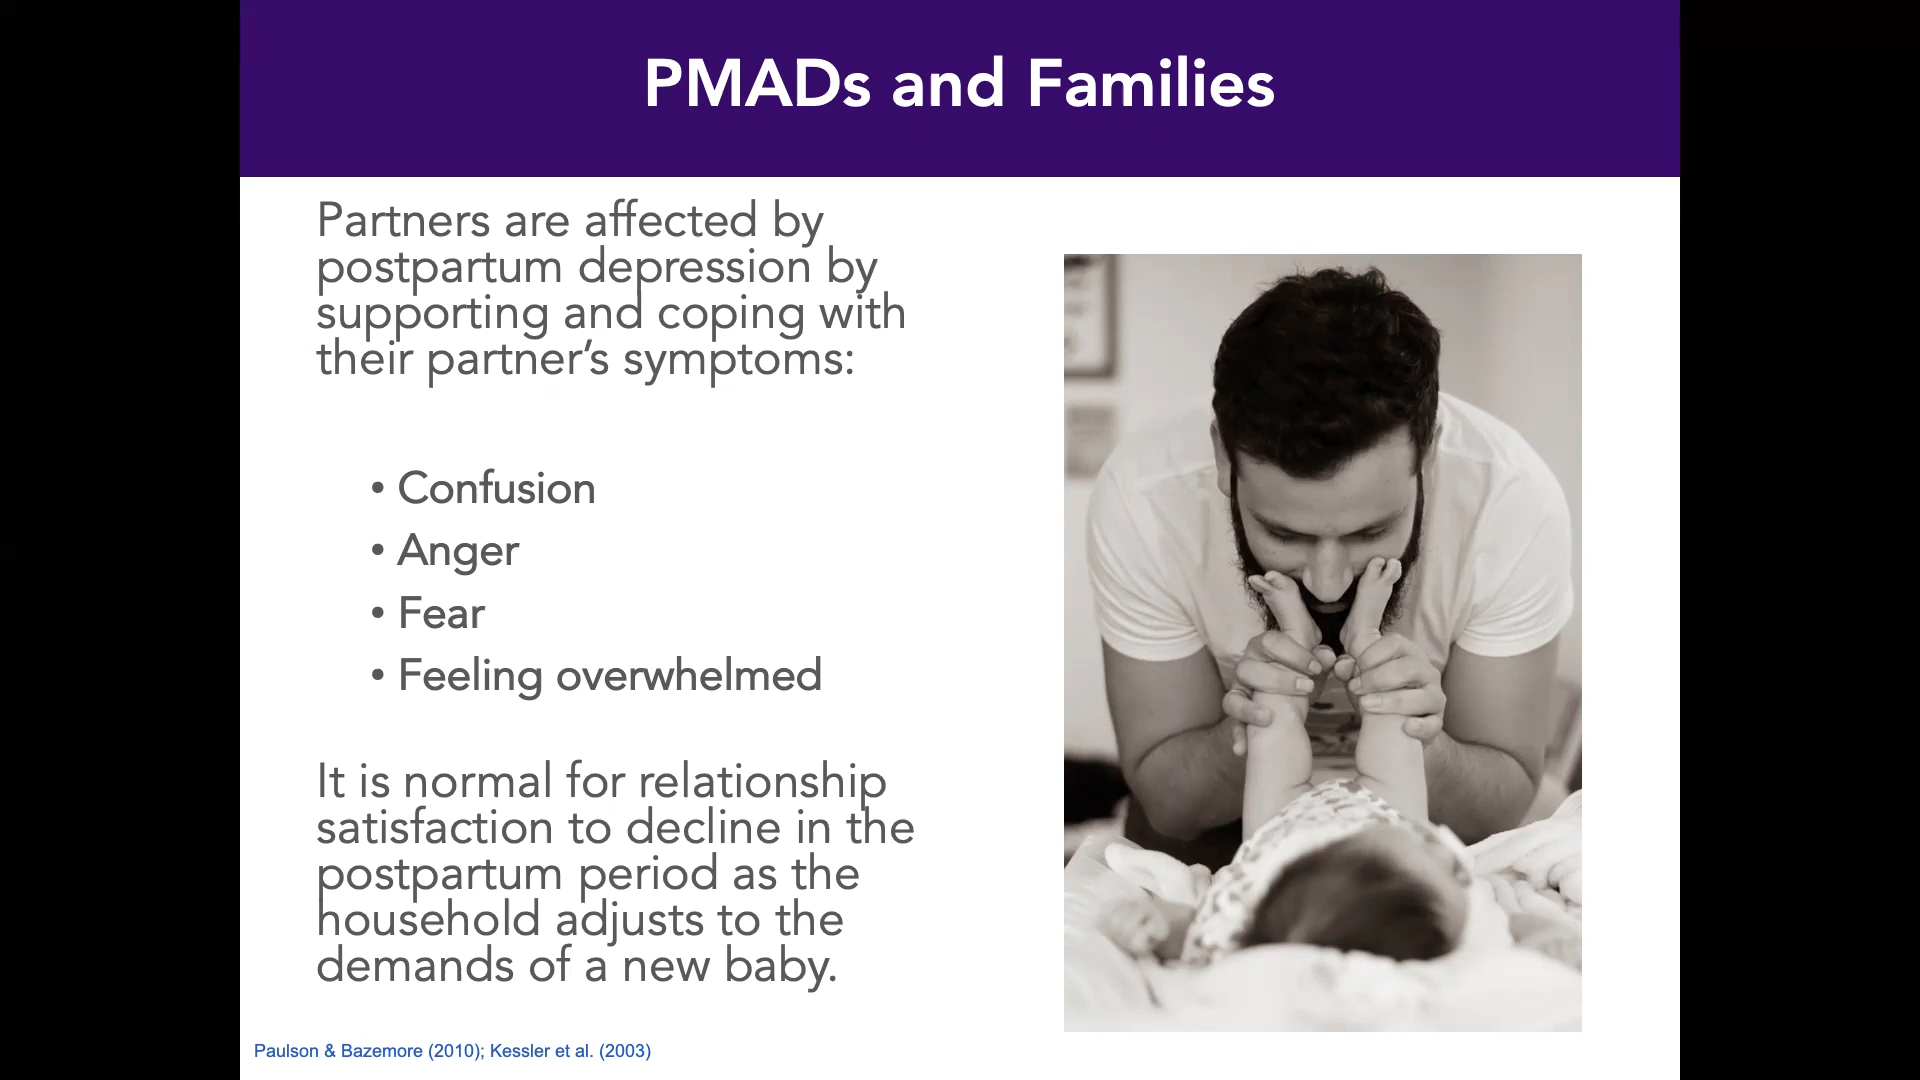 PMADs and Families
Partners are affected by
postpartum depression by
supporting and coping with
their partner’s symptoms:
• Confusion
• Anger
• Fear
• Feeling overwhelmed
It is normal for relationship
satisfaction to decline in the
postpartum period as the
household adjusts to the
demands of a new baby.
Paulson & Bazemore (2010); Kessler et al. (2003)